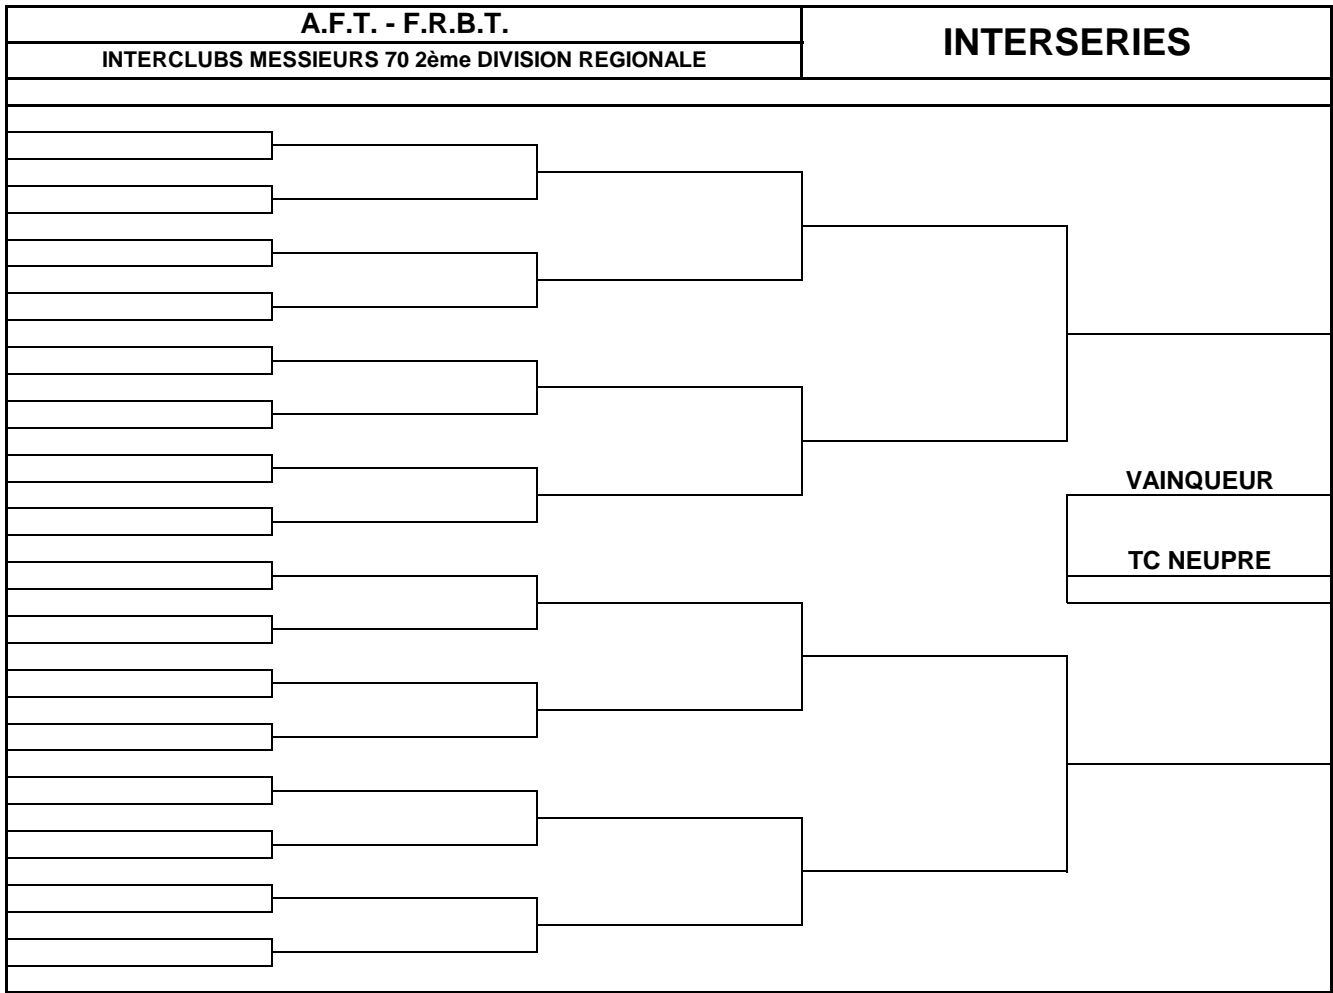 A.F.T. - F.R.B.T.
INTERCLUBS MESSIEURS 70 2ème DIVISION REGIONALE
INTERSERIES
VAINQUEUR
TC NEUPRE